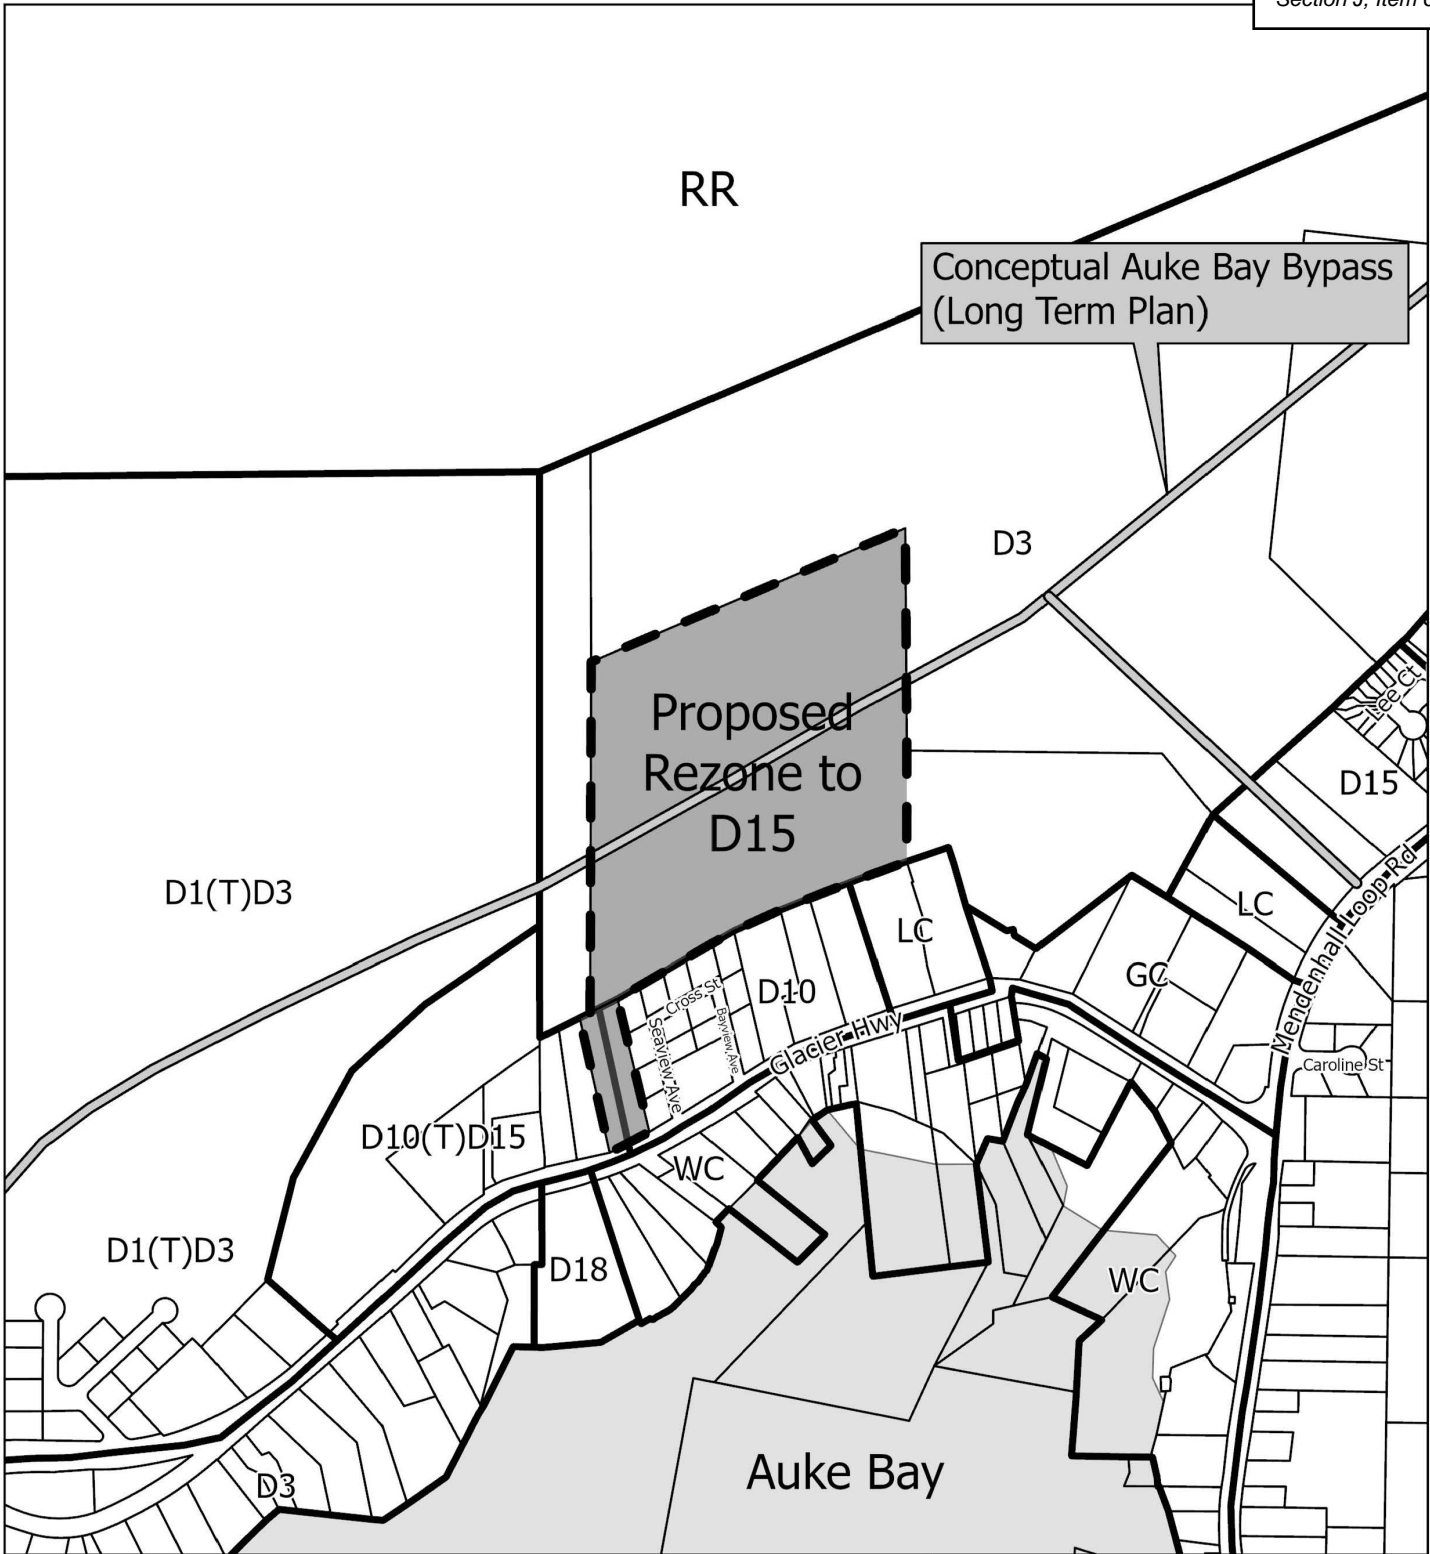 Section J, Item
RR
Conceptual Auke Bay Bypass
(Long Term Plan)
D3
Proposed
Rezone to
D15
Lee Ct
D15
D1(T)D3
LC
LC
Mendenhall Loop Rd
GC
D10
Cross St
Bayview Ave
Seaview Ave
Glacier Hwy
Caroline St
D10(T)D15
WC
D1(T)D3
D18
WC
Auke Bay
D3